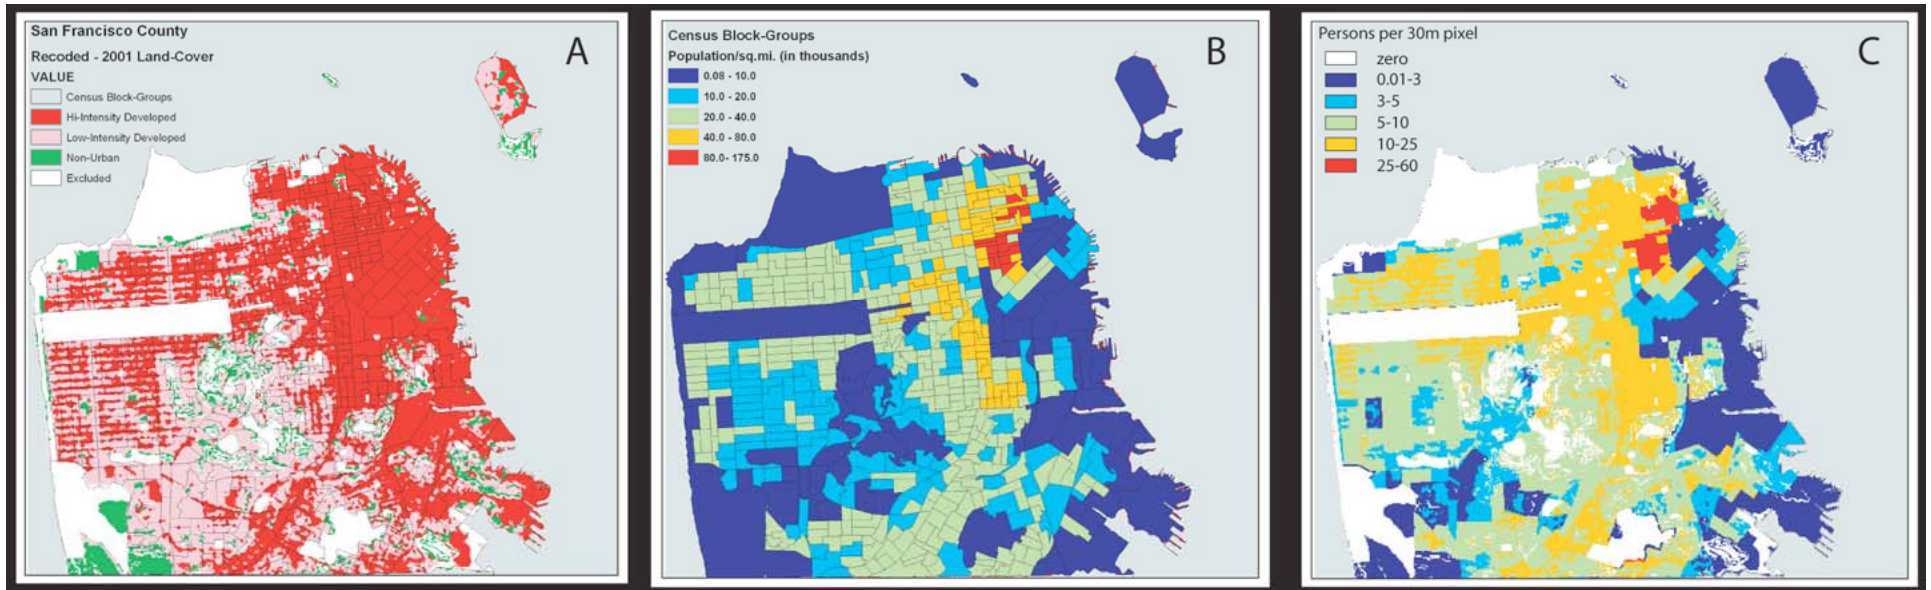 San Francisco County
Recoded - 2001 Land-Cover
VALUE
Census Block-Groups
Hi-Intensity Developed
Low-Intensity Developed
Non-Urban
Excluded
A
Census Block-Groups
Population/sq.mi. (in thousands)
0.08 - 10.0
10.0 - 20.0
20.0 - 40.0
40.0 - 80.0
80.0- 175.0
B
Persons per 30m pixel
zero
0.01-3
3-5
5-10
10-25
25-60
C